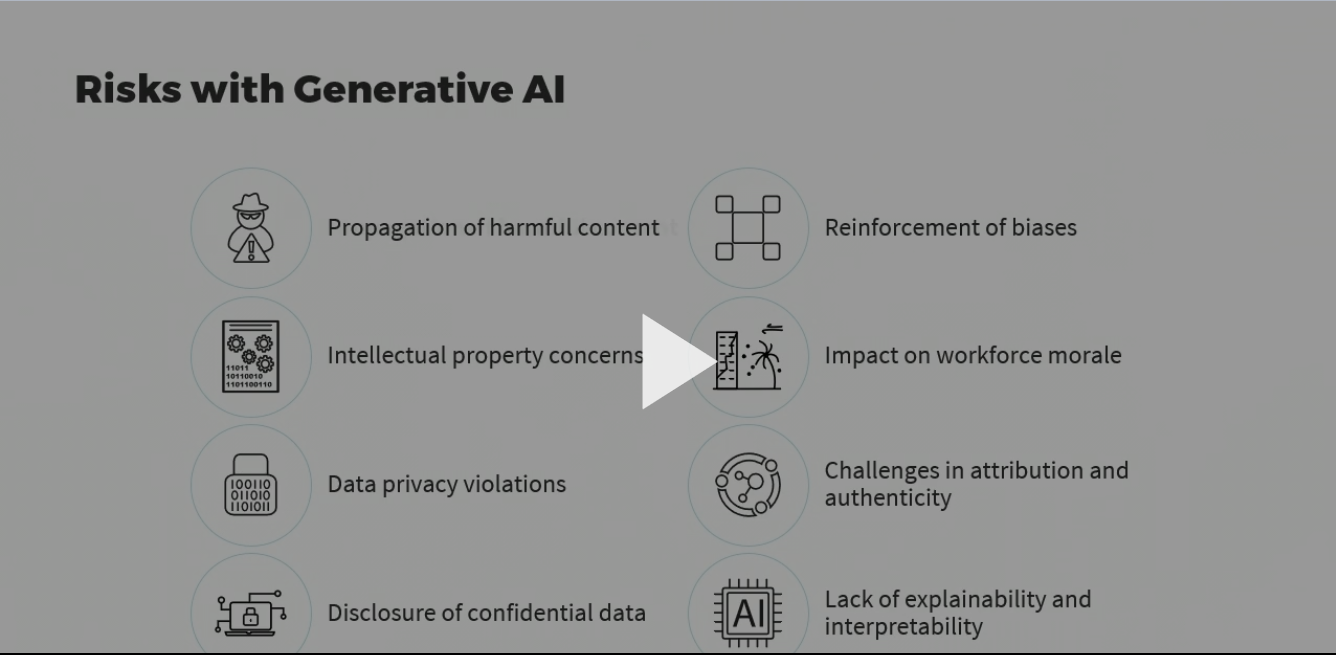 Risks with Generative AI
Propagation of harmful content
Reinforcement of biases
11011
10110010
1101100110
Intellectual property concerns
Impact on workforce morale
100110
011010
1101011
Data privacy violations
Challenges in attribution and
authenticity
Disclosure of confidential data
AI
Lack of explainability and
interpretability